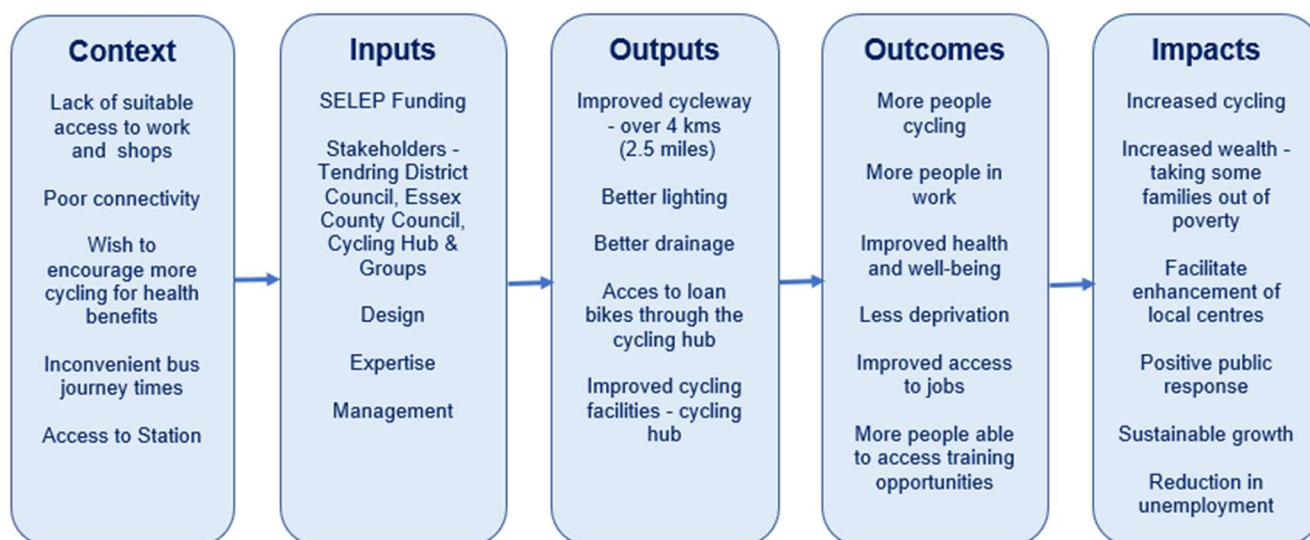 Context
Lack of suitable
access to work
and shops
Poor connectivity
Wish to
encourage more
cycling for health
benefits
Inconvenient bus
journey times
Access to Station
Inputs
SELEP Funding
Stakeholders -
Tendring District
Council, Essex
County Council,
Cycling Hub &
Groups
Design
Expertise
Management
Outputs
Improved cycleway
- over 4 kms
(2.5 miles)
Better lighting
Better drainage
Acces to loan
bikes through the
cycling hub
Improved cycling
facilities - cycling
hub
Outcomes
More people
cycling
More people in
work
Improved health
and well-being
Less deprivation
Improved access
to jobs
More people able
to access training
opportunities
Impacts
Increased cycling
Increased wealth -
taking some
families out of
poverty
Facilitate
enhancement of
local centres
Positive public
response
Sustainable growth
Reduction in
unemployment